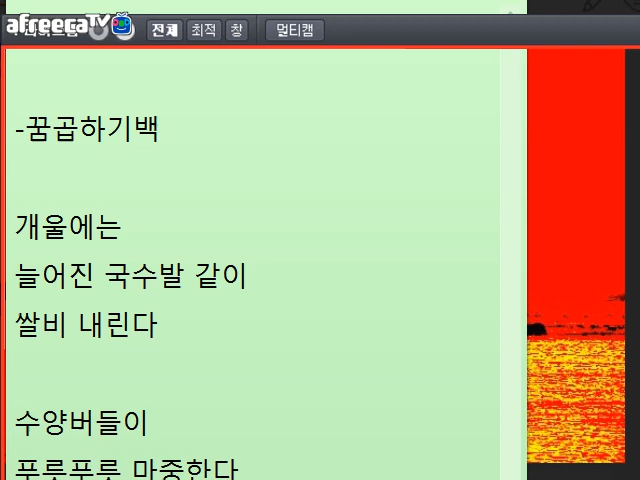 afreecaTV
전체 최적 창 멀티캠
-꿈곱하기백
개울에는
늘어진 국수발 같이
쌀비 내린다
수양버들이
푸릇푸릇 마중한다